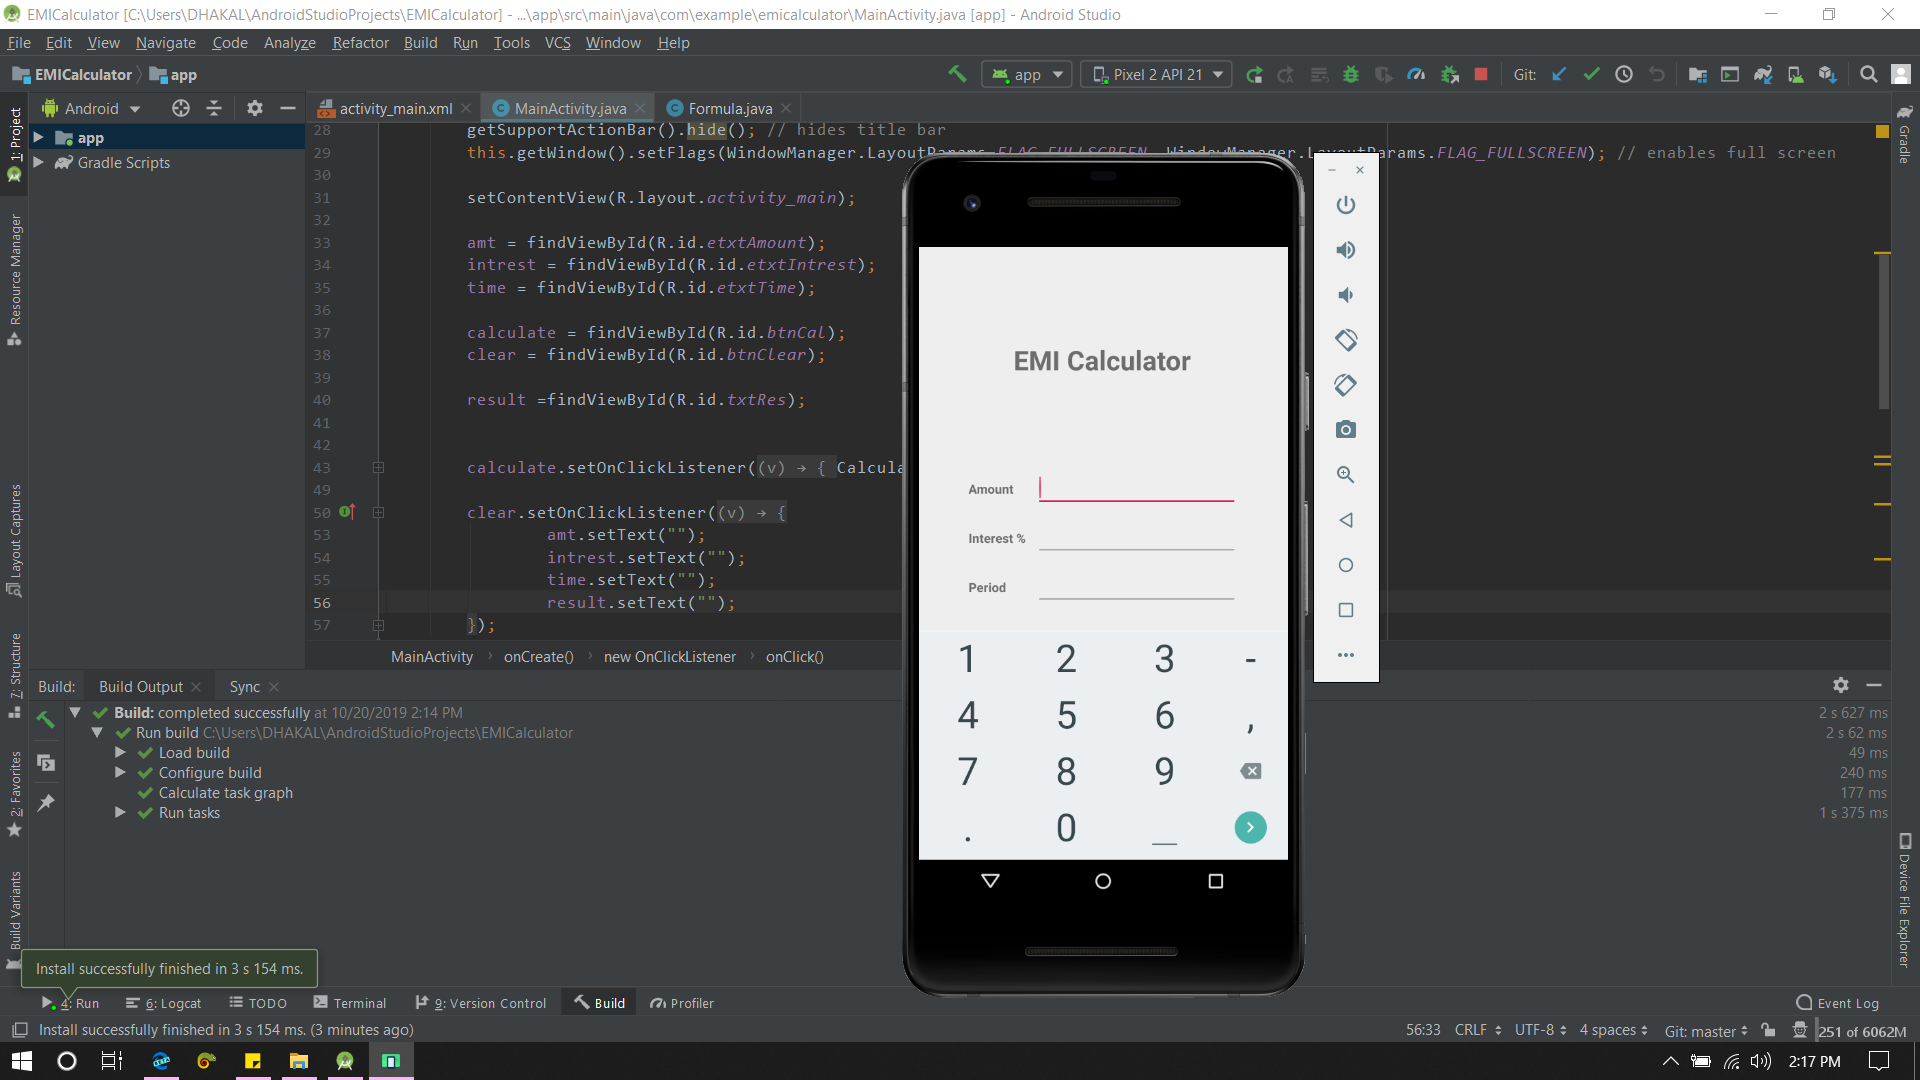 EMICalculator [C:\Users\DHAKAL\AndroidStudioProjects\EMICalculator] - ...\app\src\main\java\com\example\emicalculator\MainActivity.java [app] - Android Studio
File Edit View Navigate Code Analyze Refactor Build Run Tools VCS Window Help
EMICalculator app
app
Pixel 2 API 21
Git:
Android
activity_main.xml
MainActivity.java
Formula.java
app
Gradle Scripts
1: Project
Resource Manager
Layout Captures
7: Structure
2: Favorites
Build Variants
28 getSupportActionBar().hide(); // hides title bar
29 this.getWindow().setFlags(WindowManager.LayoutParams.FLAG_FULLSCREEN, WindowManager.LayoutParams.FLAG_FULLSCREEN); // enables full screen
30
31 setContentView(R.layout.activity_main);
32
33 amt = findViewById(R.id.etxtAmount);
34 intrest = findViewById(R.id.etxtIntrest);
35 time = findViewById(R.id.etxtTime);
36
37 calculate = findViewById(R.id.btnCal);
38 clear = findViewById(R.id.btnClear);
39
40 result =findViewById(R.id.txtRes);
41
42
43 calculate.setOnClickListener((v) → { Calcula
49
50 clear.setOnClickListener((v) → {
53 amt.setText("");
54 intrest.setText("");
55 time.setText("");
56 result.setText("");
57 });
MainActivity › onCreate() › new OnClickListener › onClick()
EMI Calculator
Amount
Interest %
Period
1 2 3 -
4 5 6 ,
7 8 9
. 0 _
Gradle
Device File Explorer
Build: Build Output Sync
Build: completed successfully at 10/20/2019 2:14 PM 2 s 627 ms
Run build C:\Users\DHAKAL\AndroidStudioProjects\EMICalculator 2 s 62 ms
Load build 49 ms
Configure build 240 ms
Calculate task graph 177 ms
Run tasks 1 s 375 ms
Install successfully finished in 3 s 154 ms.
4: Run 6: Logcat TODO Terminal 9: Version Control Build Profiler Event Log
Install successfully finished in 3 s 154 ms. (3 minutes ago) 56:33 CRLF UTF-8 4 spaces Git: master 251 of 6062M
BETA
2:17 PM